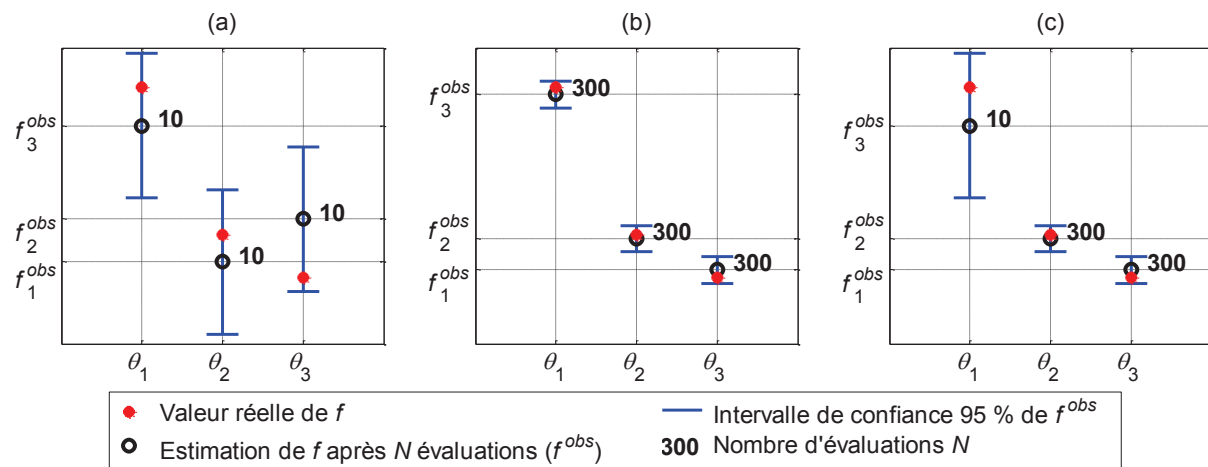 (a)
(b)
(c)
f_3^{obs}
f_2^{obs}
f_1^{obs}
10
10
10
θ_1
θ_2
θ_3
f_3^{obs}
f_2^{obs}
f_1^{obs}
300
300
300
θ_1
θ_2
θ_3
f_3^{obs}
f_2^{obs}
f_1^{obs}
10
300
300
θ_1
θ_2
θ_3
Valeur réelle de f
Estimation de f après N évaluations (f^{obs})
Intervalle de confiance 95 % de f^{obs}
300 Nombre d'évaluations N